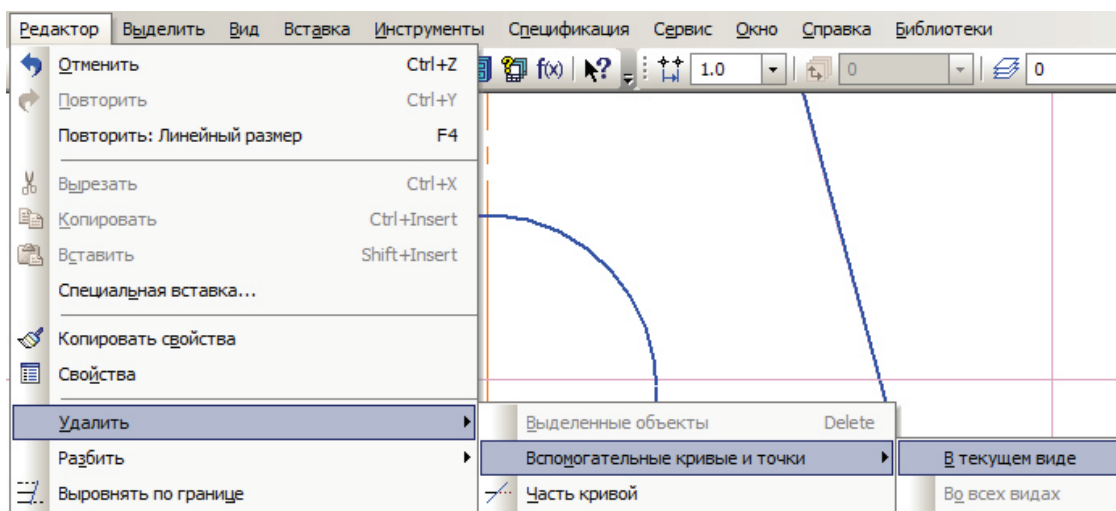 Редактор Выделить Вид Вставка Инструменты Спецификация Сервис Окно Справка Библиотеки
Отменить Ctrl+Z f(x) 1.0 0 0
Повторить Ctrl+Y
Повторить: Линейный размер F4
Вырезать Ctrl+X
Копировать Ctrl+Insert
Вставить Shift+Insert
Специальная вставка...
Копировать свойства
Свойства
Удалить Выделенные объекты Delete
Разбить Вспомогательные кривые и точки В текущем виде
Выровнять по границе Часть кривой Во всех видах